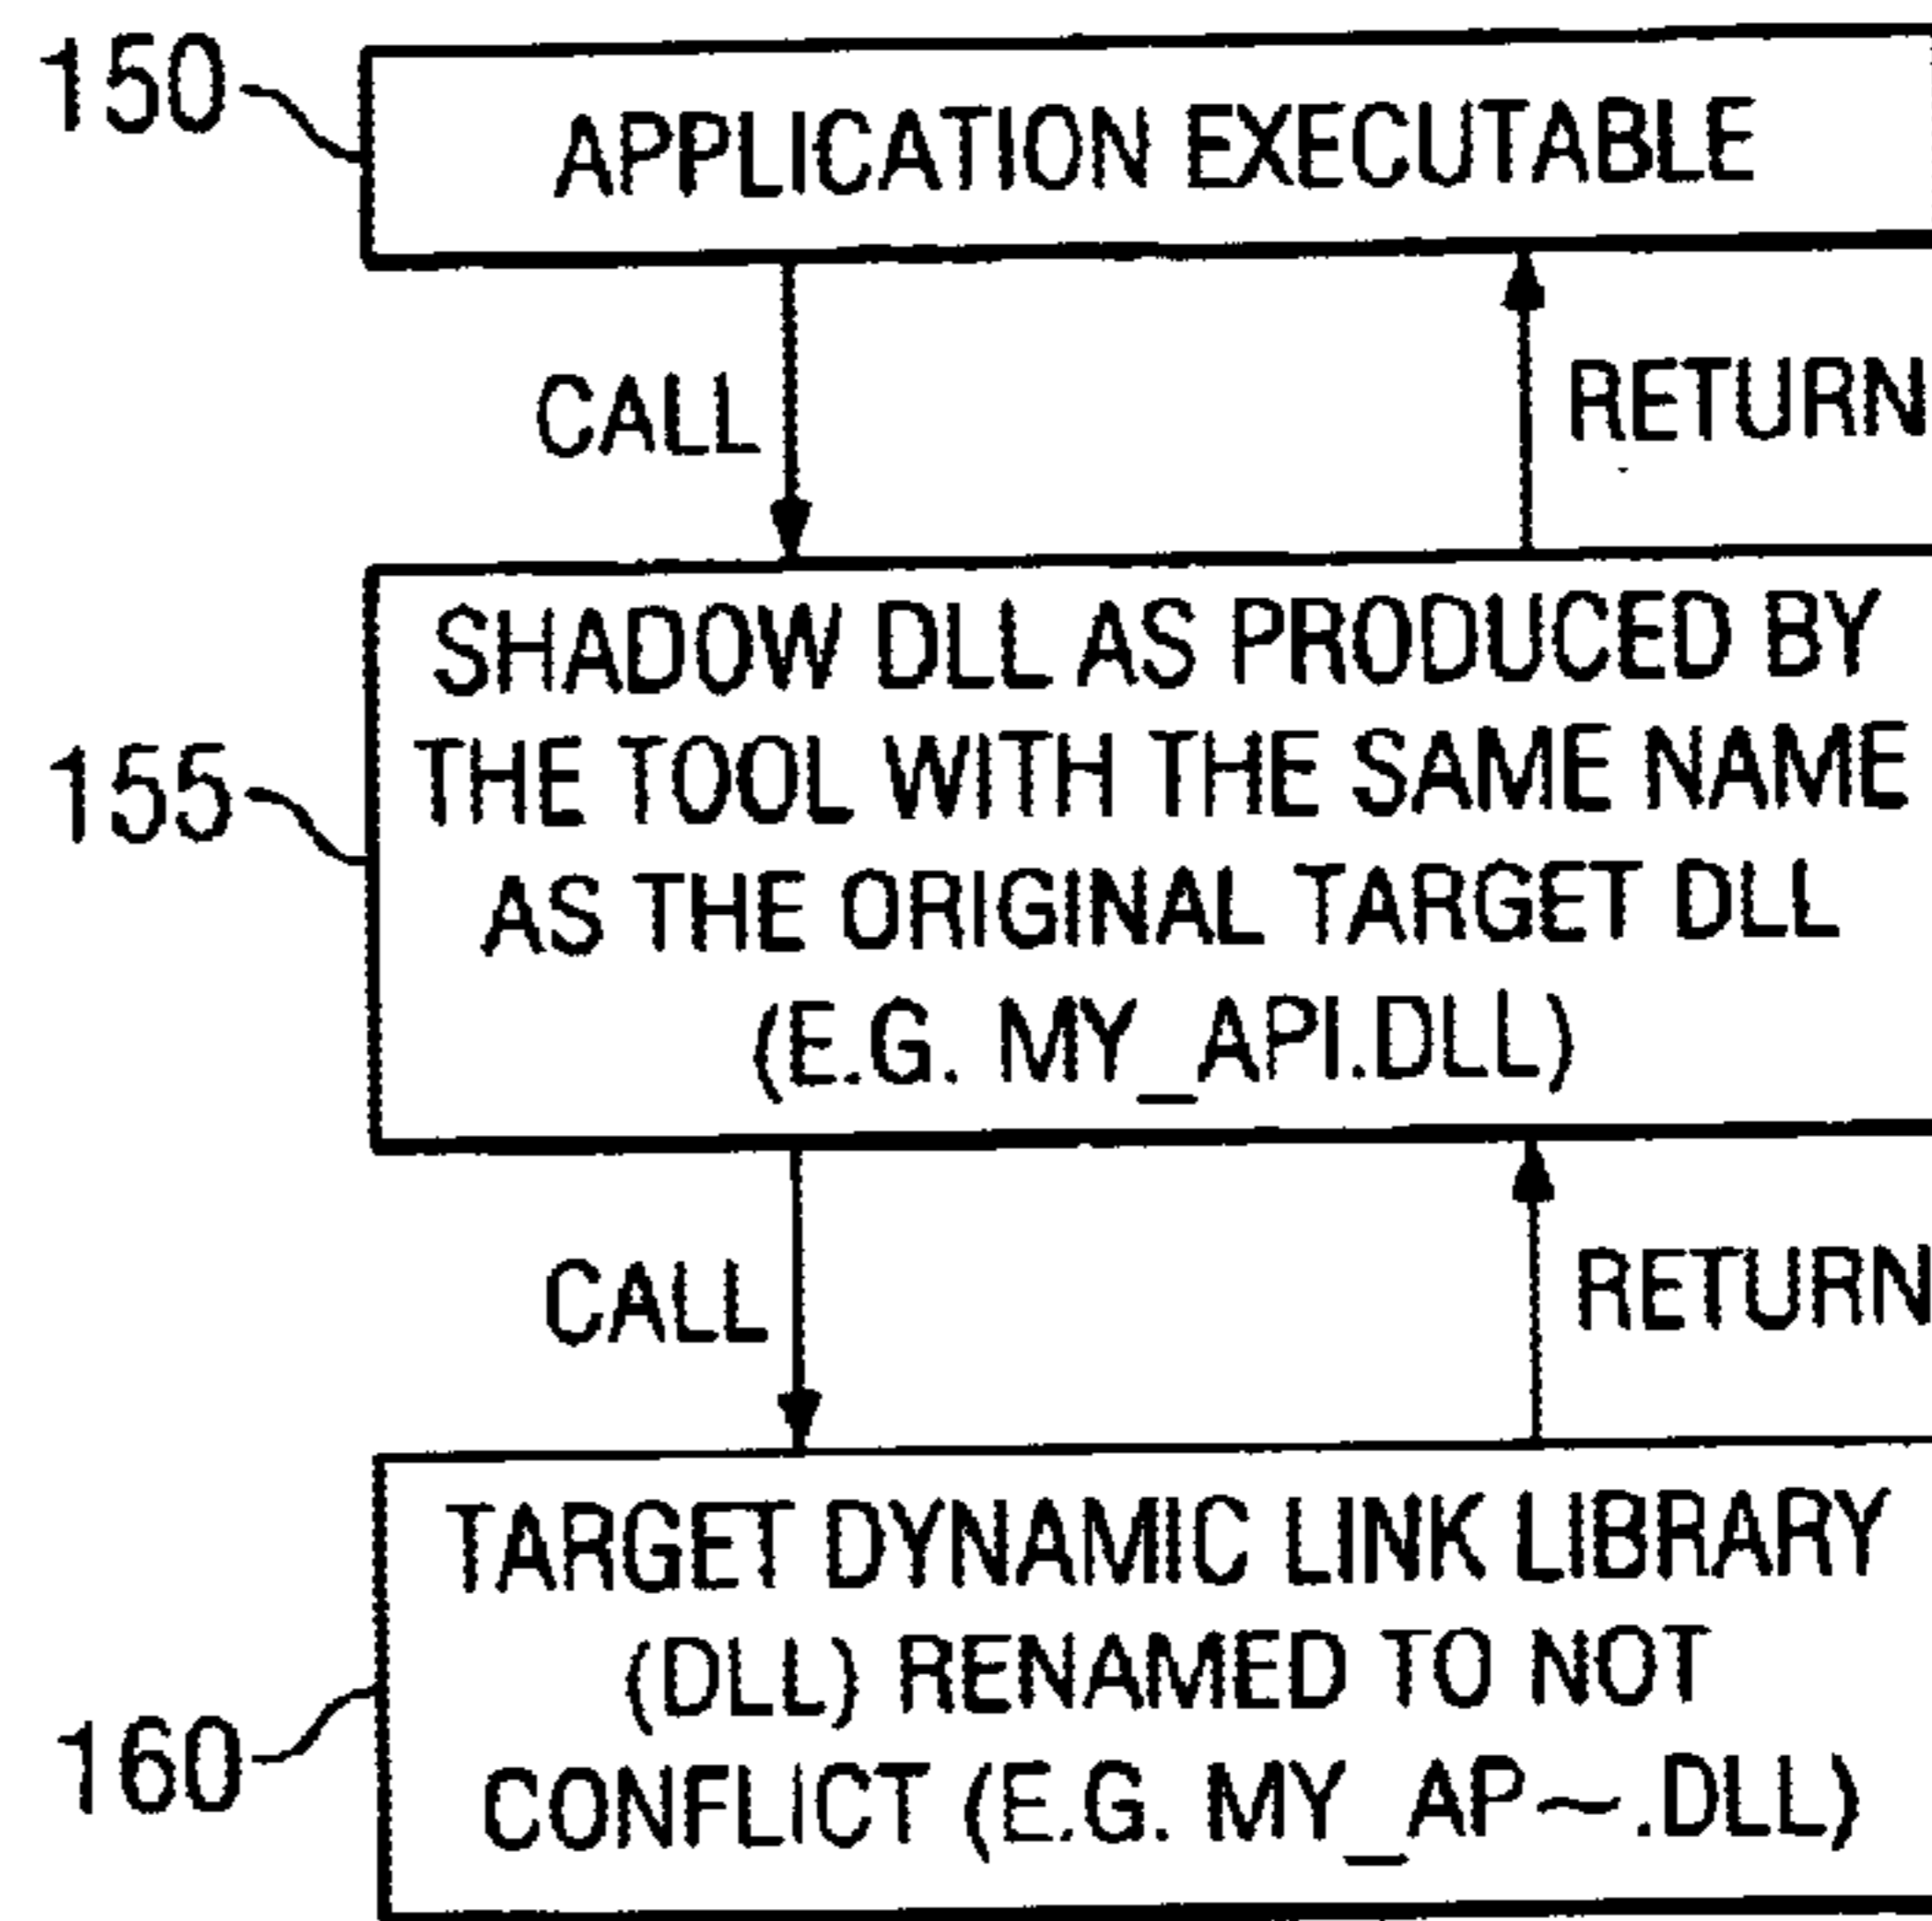 150
APPLICATION EXECUTABLE
CALL
RETURN
155
SHADOW DLL AS PRODUCED BY
THE TOOL WITH THE SAME NAME
AS THE ORIGINAL TARGET DLL
(E.G. MY_API.DLL)
CALL
RETURN
160
TARGET DYNAMIC LINK LIBRARY
(DLL) RENAMED TO NOT
CONFLICT (E.G. MY_AP~.DLL)